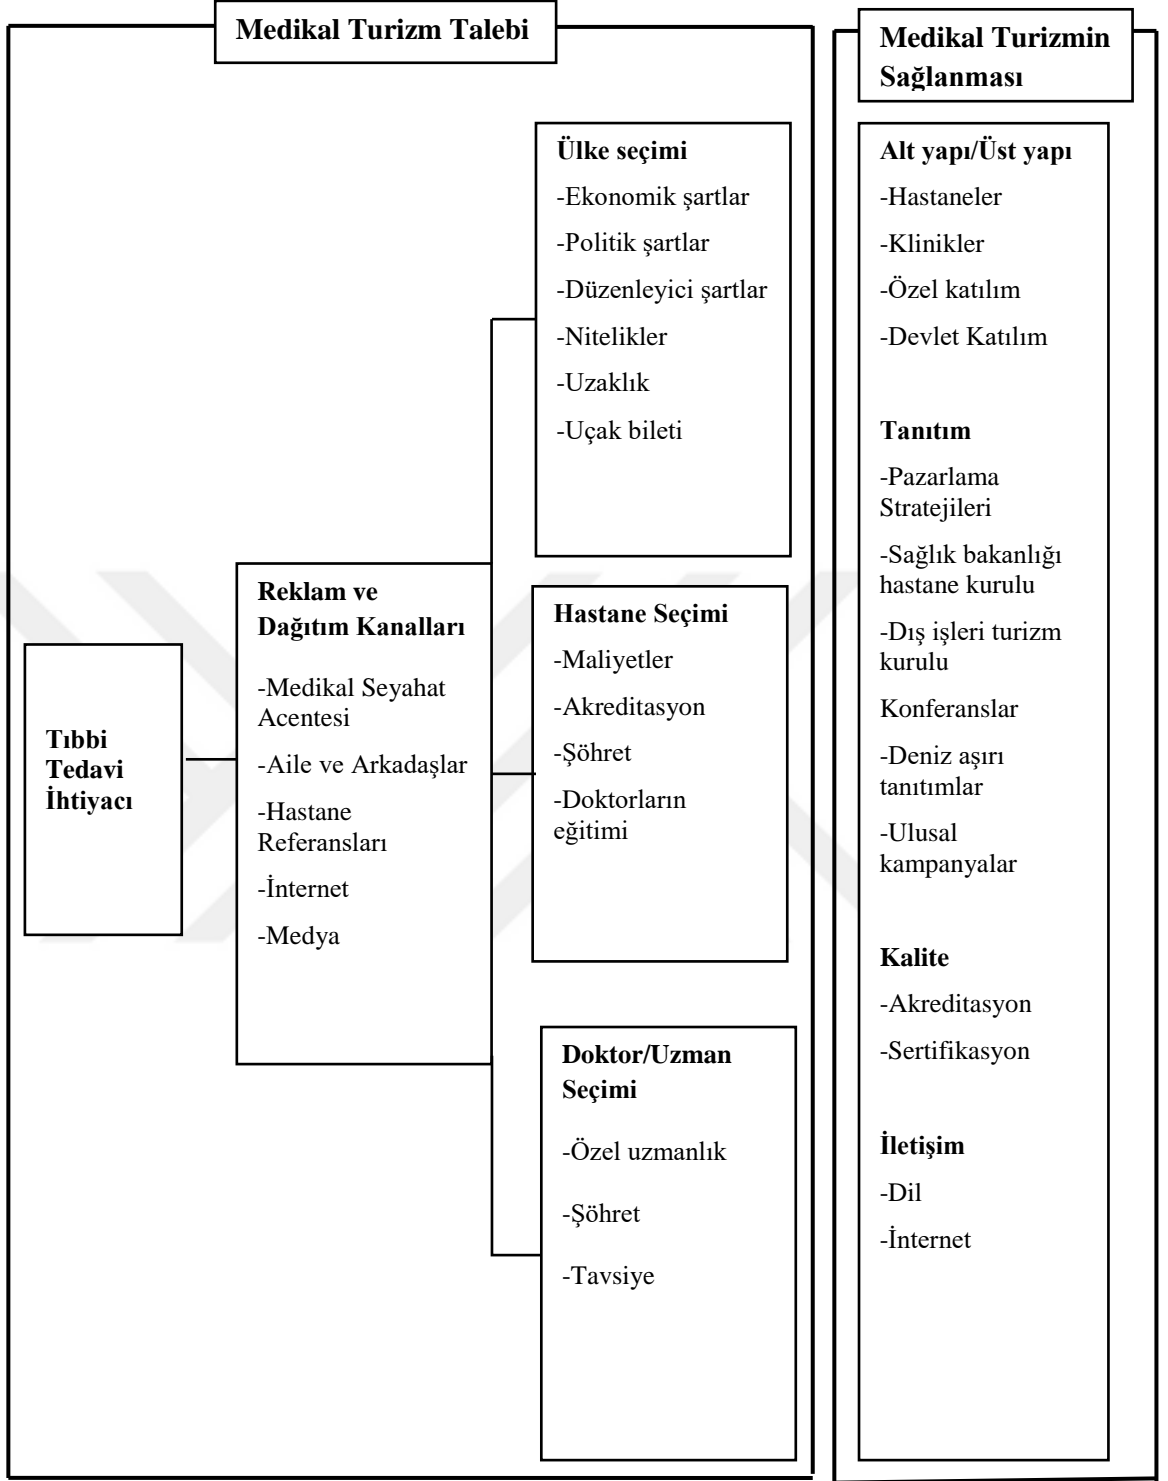 Medikal Turizm Talebi
Tıbbi
Tedavi
İhtiyacı
Reklam ve
Dağıtım Kanalları
-Medikal Seyahat
Acentesi
-Aile ve Arkadaşlar
-Hastane
Referansları
-İnternet
-Medya
Ülke seçimi
-Ekonomik şartlar
-Politik şartlar
-Düzenleyici şartlar
-Nitelikler
-Uzaklık
-Uçak bileti
Hastane Seçimi
-Maliyetler
-Akreditasyon
-Şöhret
-Doktorların
eğitimi
Doktor/Uzman
Seçimi
-Özel uzmanlık
-Şöhret
-Tavsiye
Medikal Turizmin
Sağlanması
Alt yapı/Üst yapı
-Hastaneler
-Klinikler
-Özel katılım
-Devlet Katılım
Tanıtım
-Pazarlama
Stratejileri
-Sağlık bakanlığı
hastane kurulu
-Dış işleri turizm
kurulu
Konferanslar
-Deniz aşırı
tanıtımlar
-Ulusal
kampanyalar
Kalite
-Akreditasyon
-Sertifikasyon
İletişim
-Dil
-İnternet